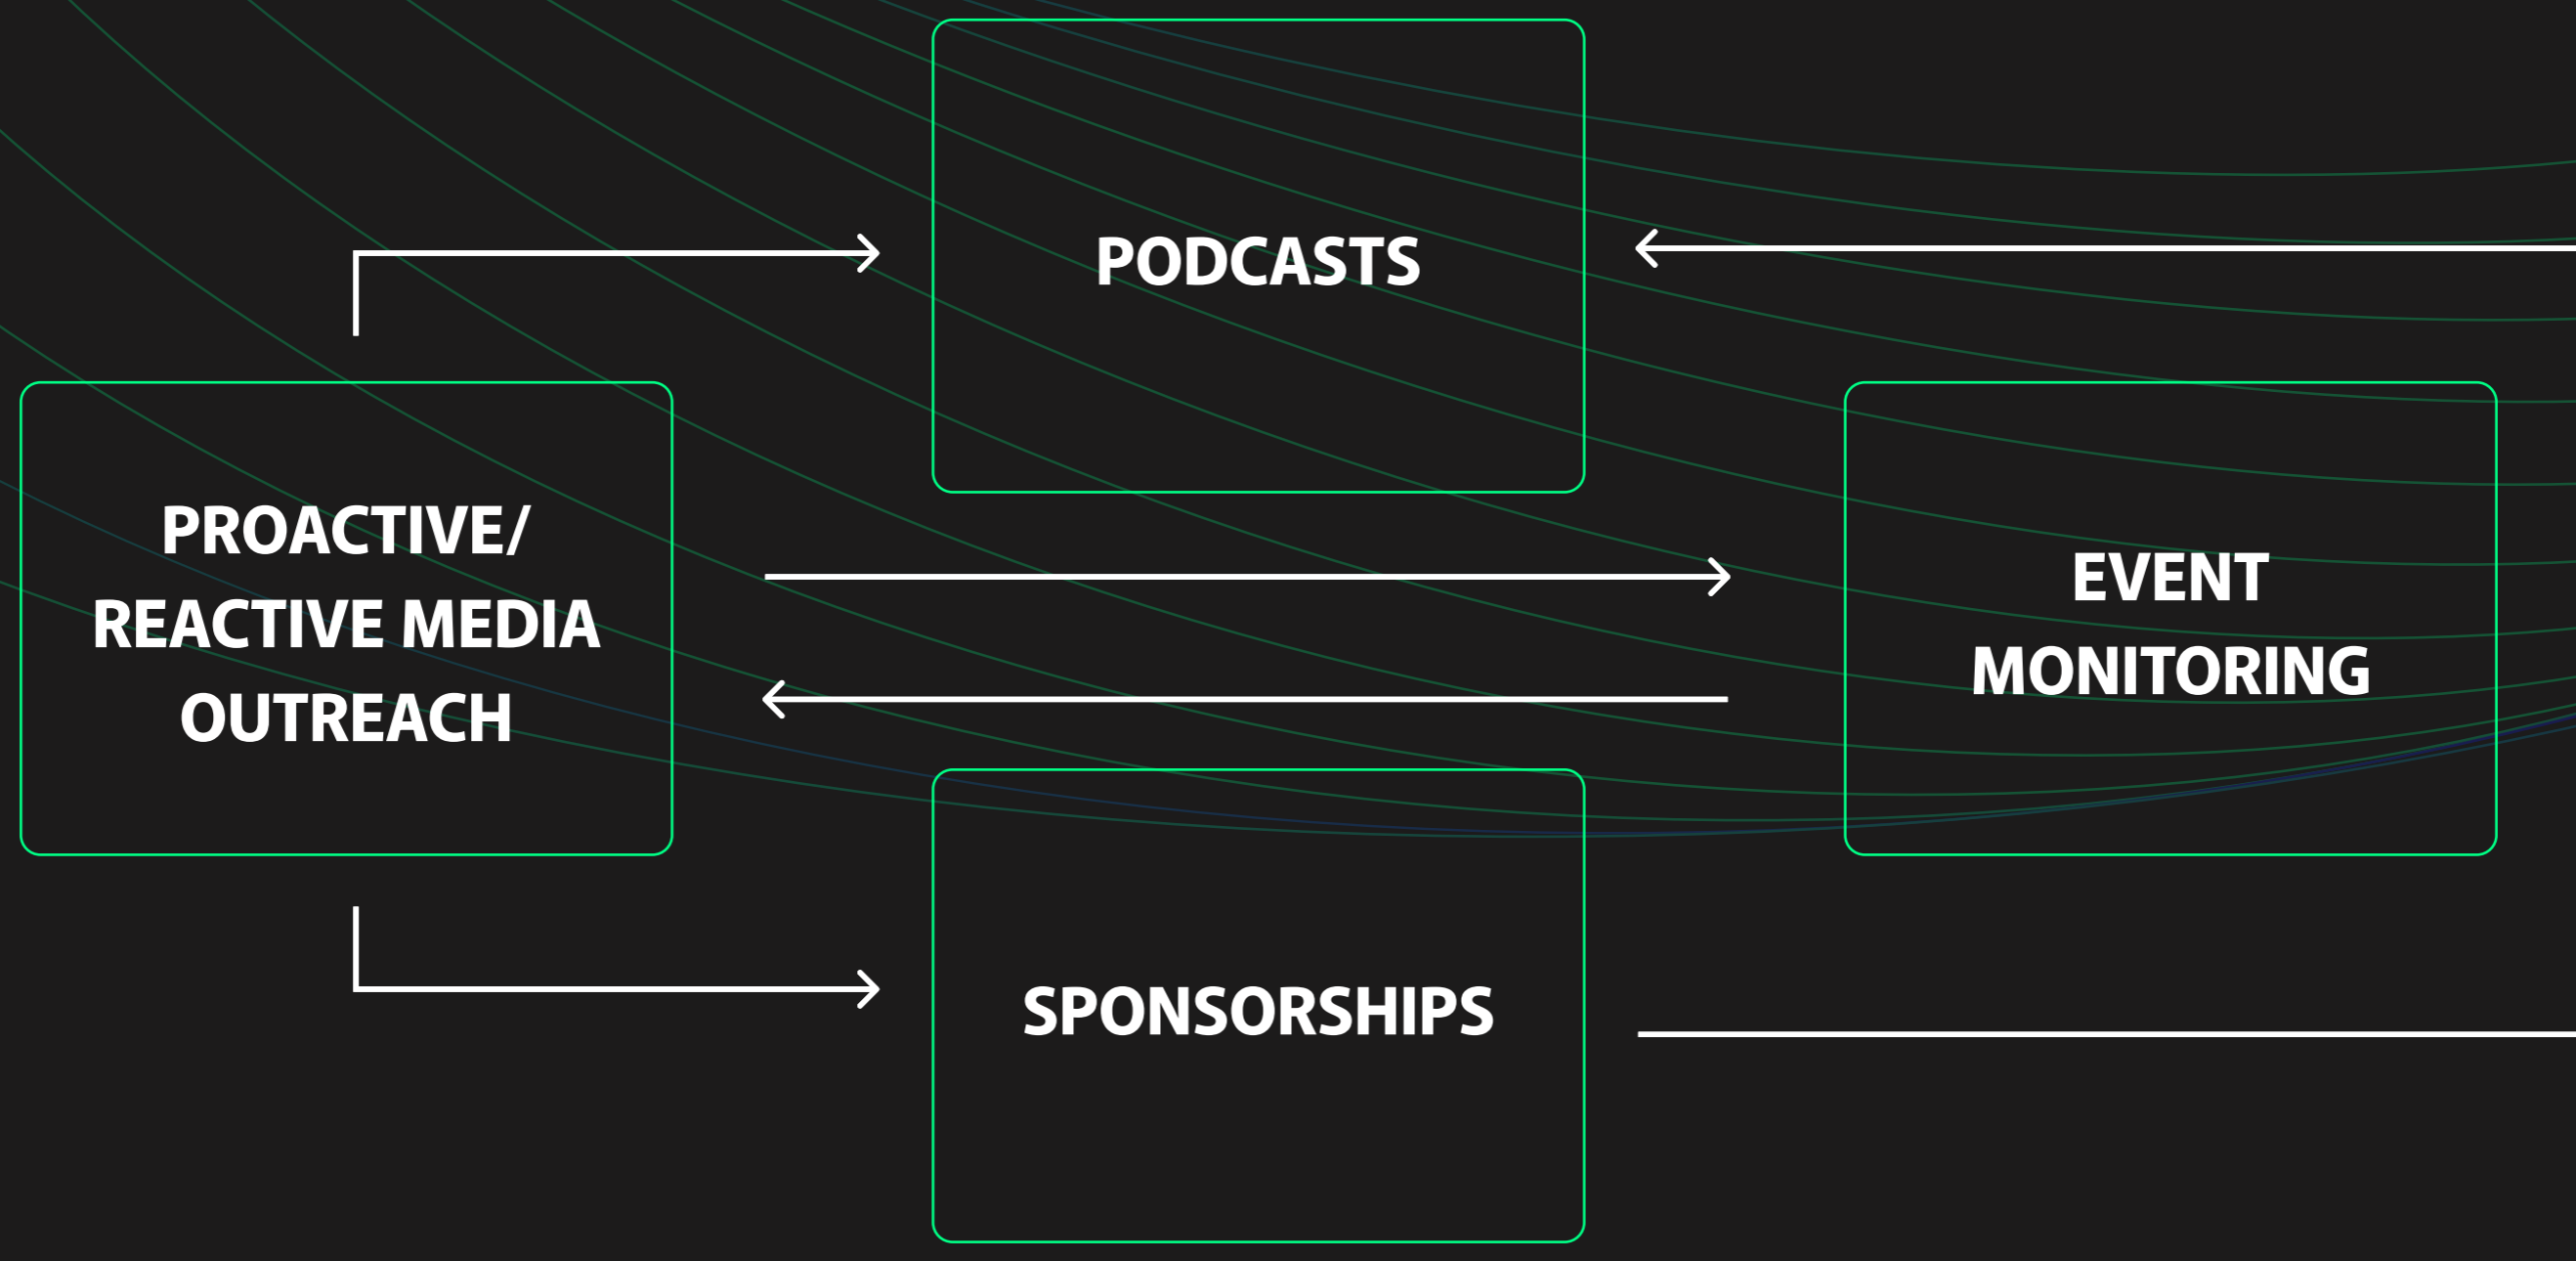 PODCASTS
PROACTIVE/
REACTIVE MEDIA
OUTREACH
EVENT
MONITORING
SPONSORSHIPS